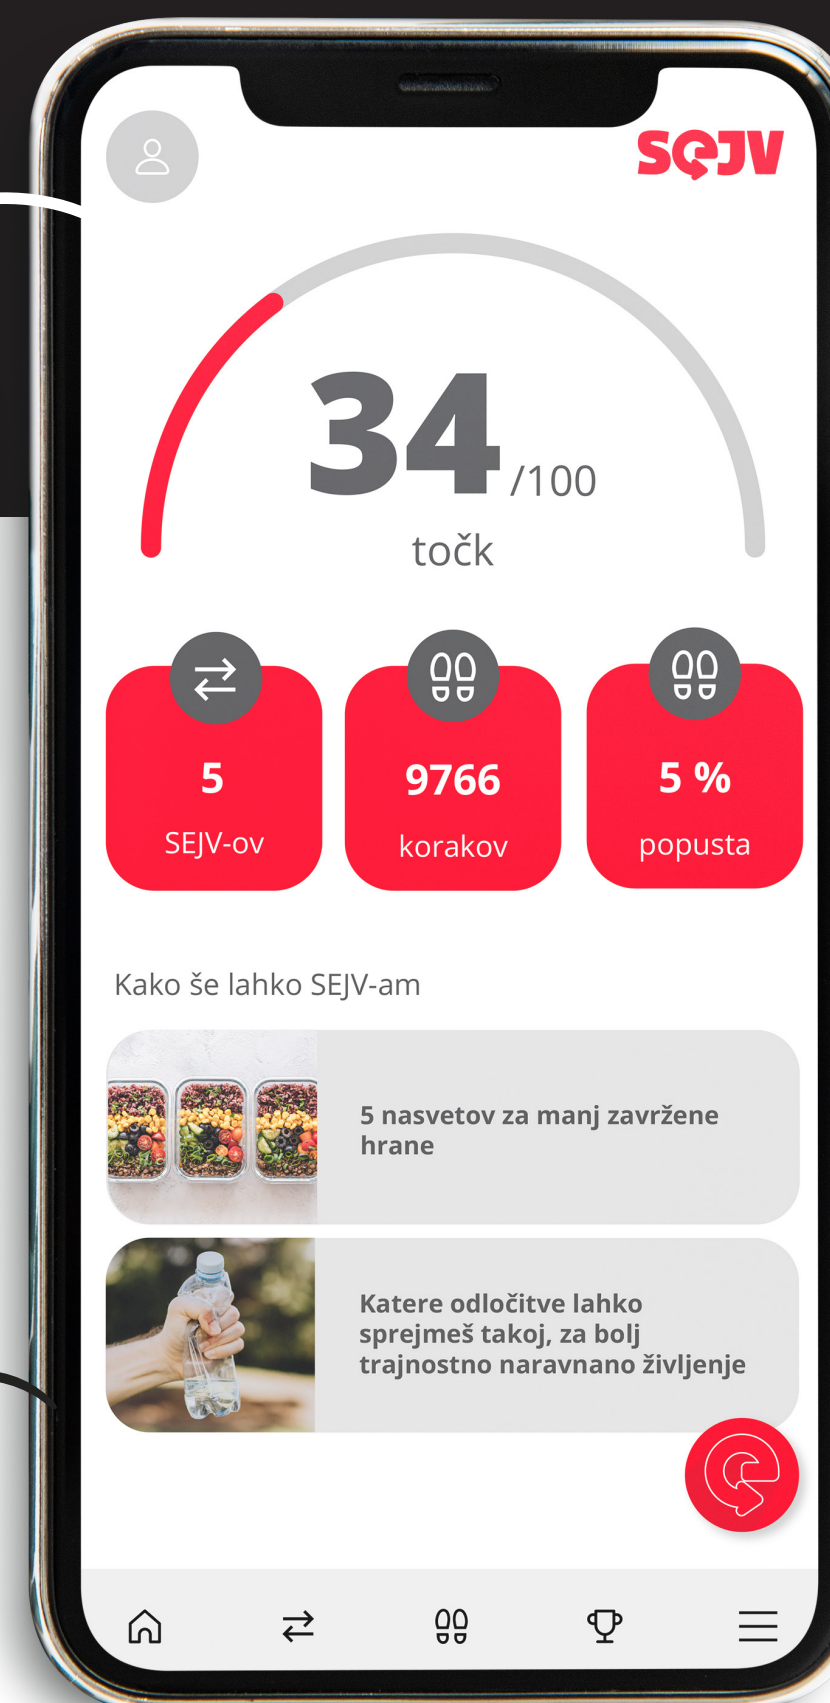 SEJV
34
/100
točk
5
SEJV-ov
9766
korakov
5 %
popusta
Kako še lahko SEJV-am
5 nasvetov za manj zavržene
hrane
Katere odločitve lahko
sprejmeš takoj, za bolj
trajnostno naravnano življenje